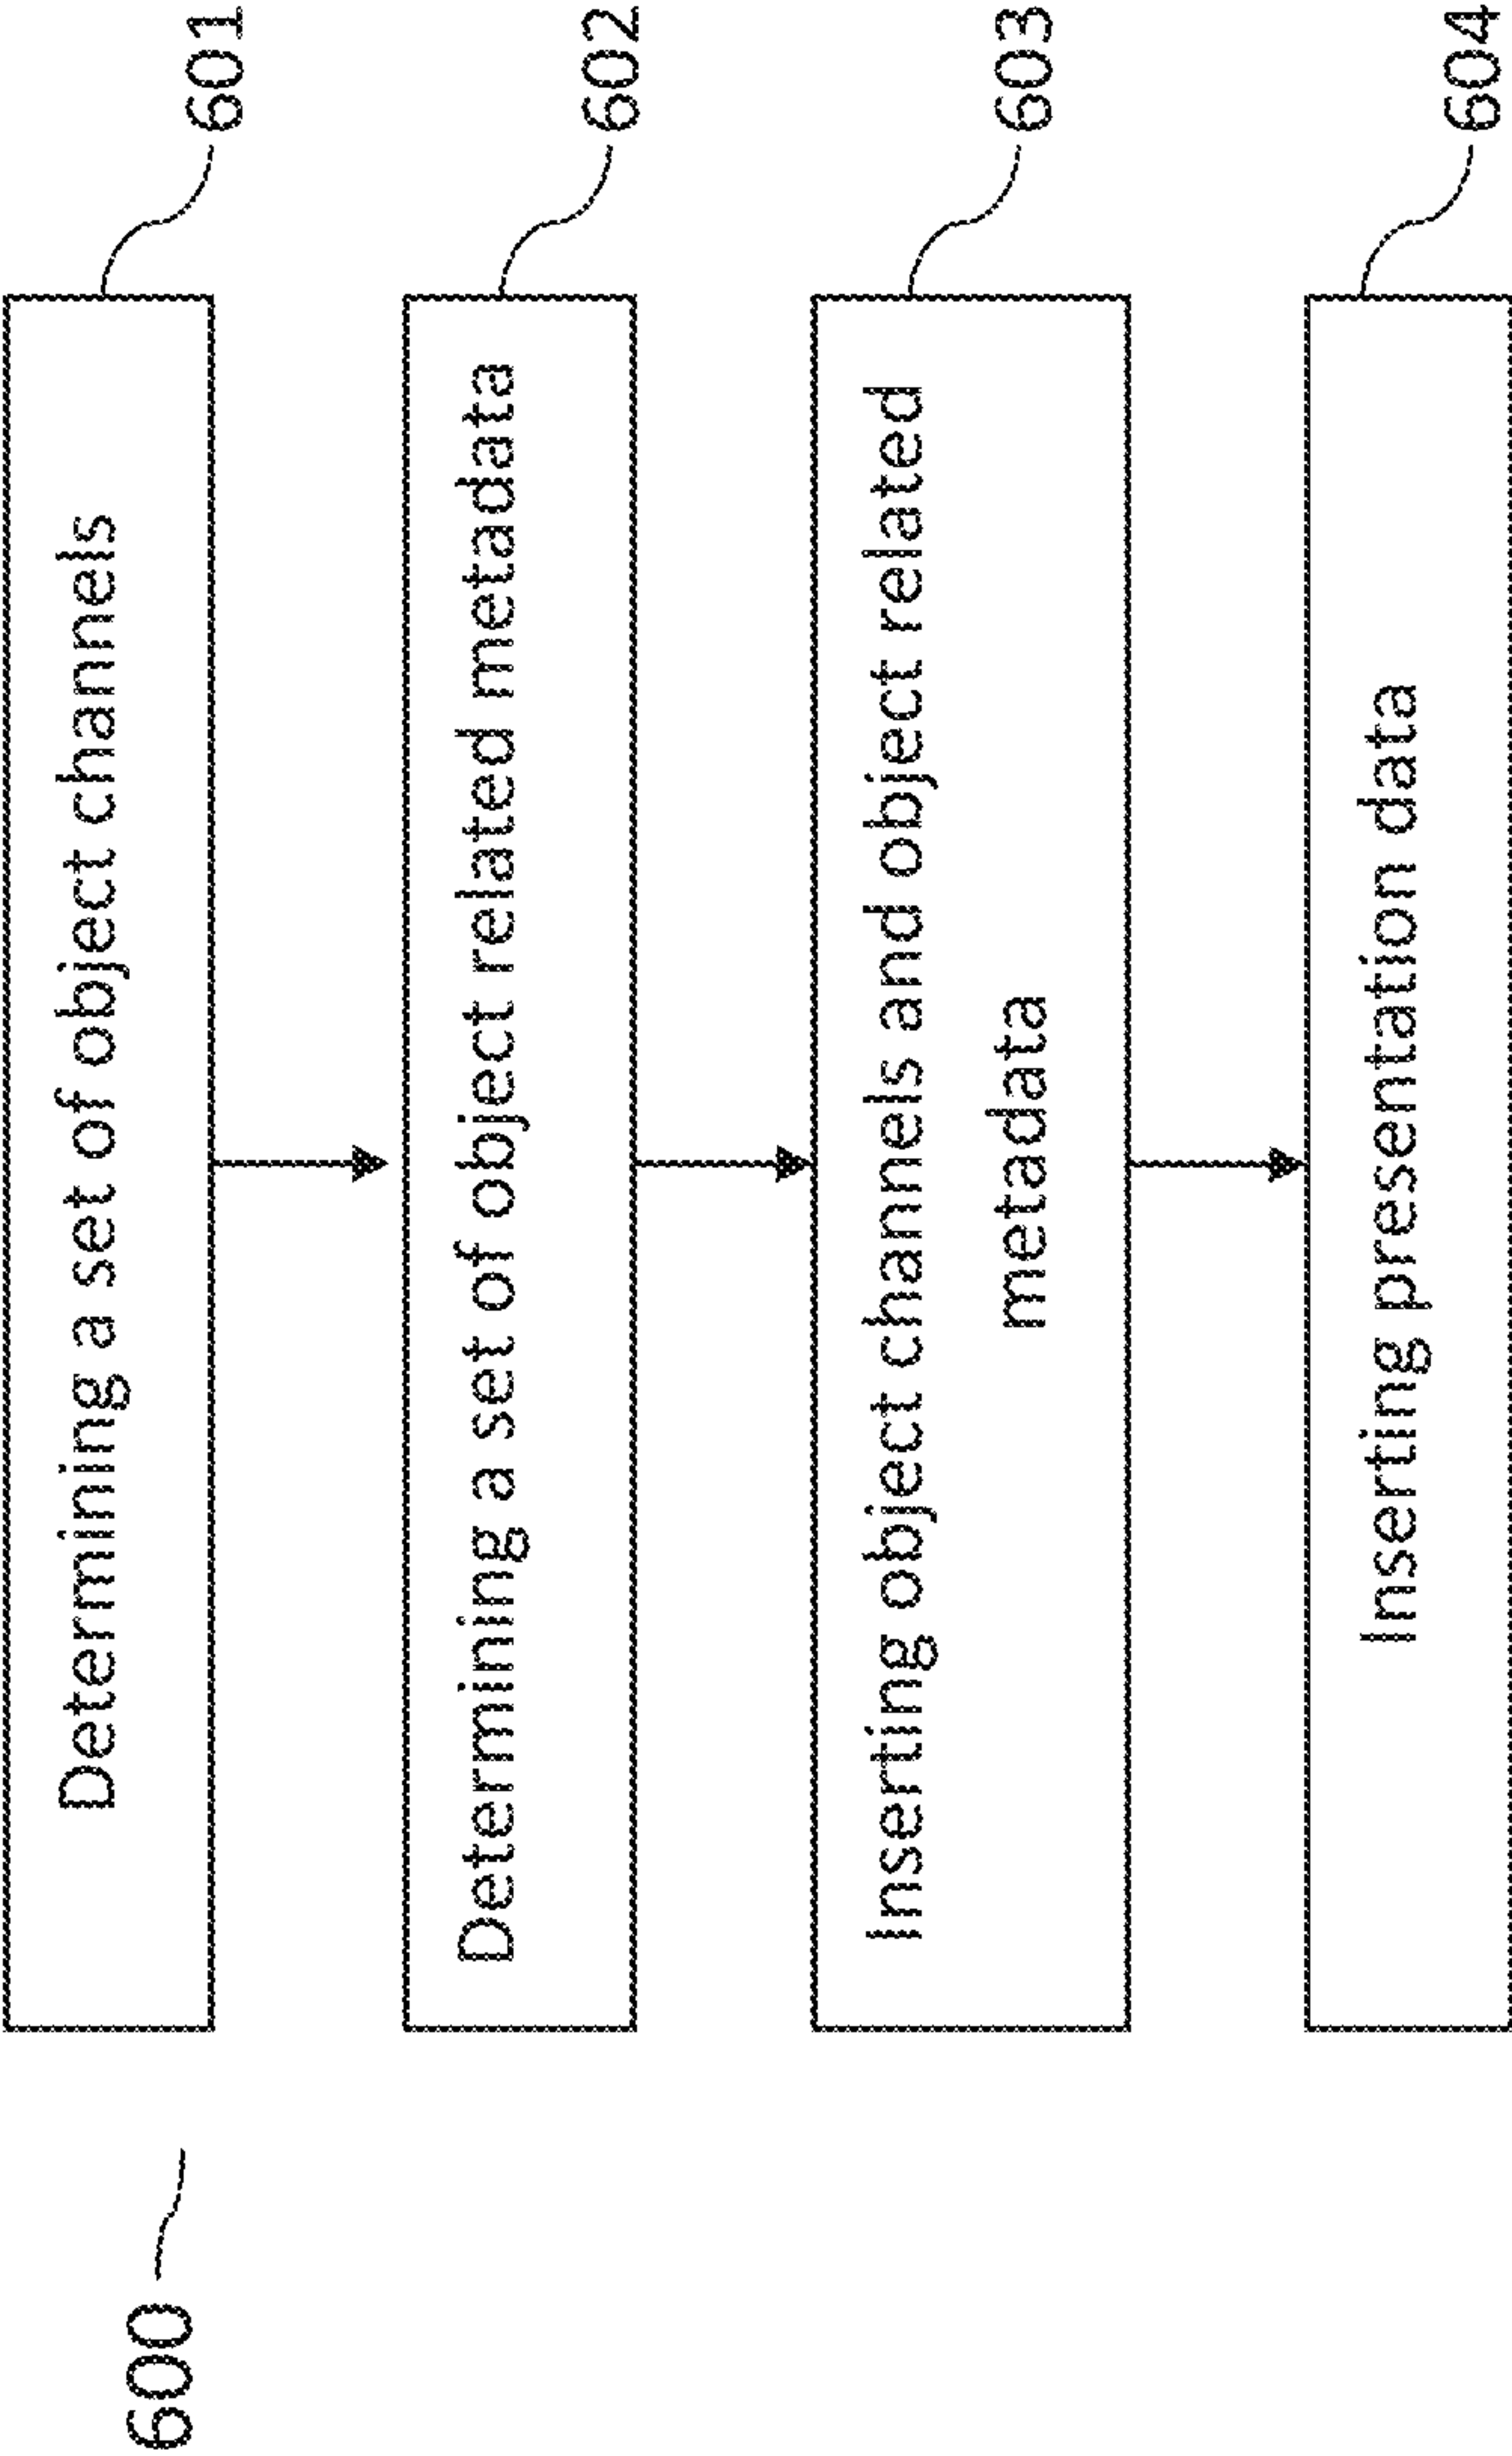 600
Determining a set of object channels
601
Determining a set of object related metadata
602
Inserting object channels and object related
metadata
603
Inserting presentation data
604